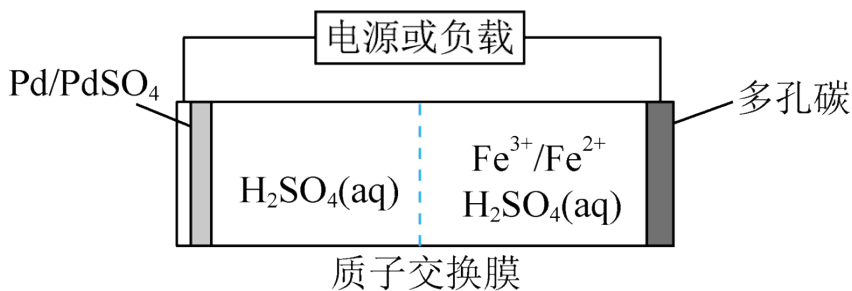 电源或负载
Pd/PdSO₄
多孔碳
H₂SO₄(aq)
Fe³⁺/Fe²⁺
H₂SO₄(aq)
质子交换膜